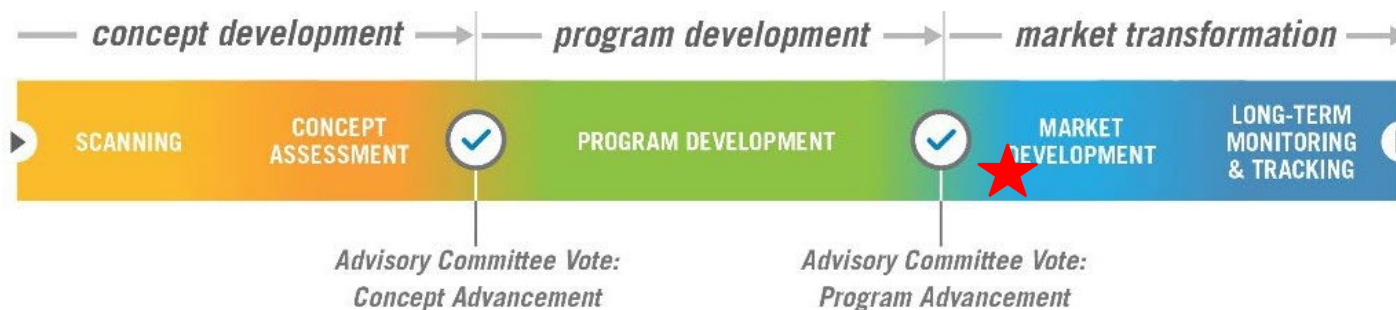 concept development
program development
market transformation
SCANNING
CONCEPT
ASSESSMENT
PROGRAM DEVELOPMENT
MARKET
DEVELOPMENT
LONG-TERM
MONITORING
& TRACKING
Advisory Committee Vote:
Concept Advancement
Advisory Committee Vote:
Program Advancement